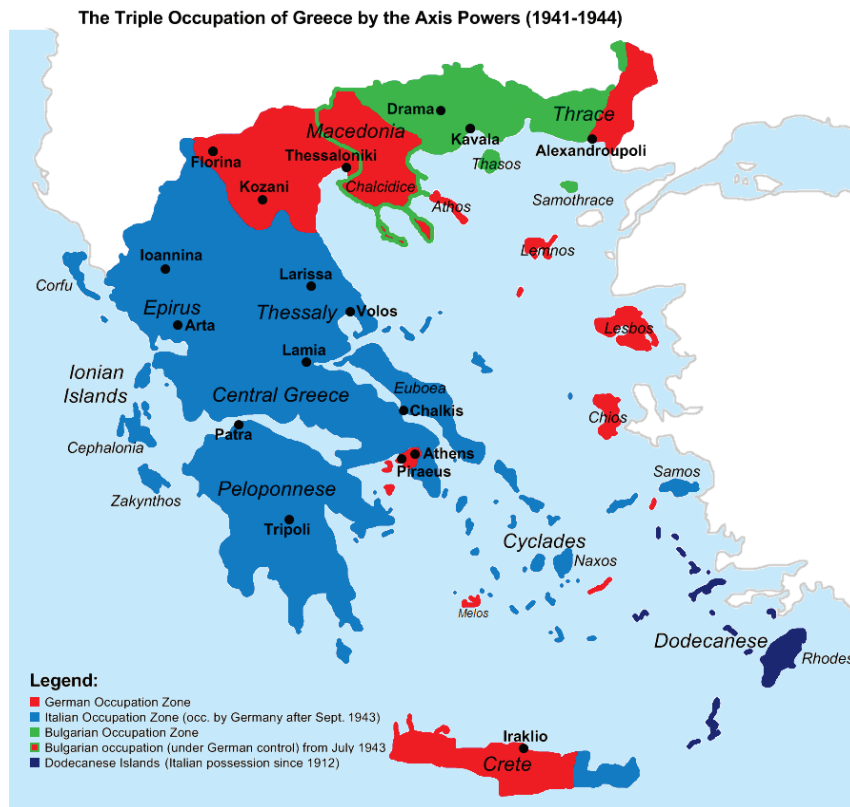 The Triple Occupation of Greece by the Axis Powers (1941-1944)
Drama
Thrace
Macedonia
Kavala
Florina
Thessaloniki
Alexandroupoli
Thasos
Kozani
Chalcidice
Samothrace
Athos
Ioannina
Lemnos
Corfu
Larissa
Epirus
Thessaly
Volos
Arta
Lesbos
Lamia
Ionian
Islands
Central Greece
Euboea
Chalkis
Chios
Patra
Cephalonia
Athens
Piraeus
Samos
Zakynthos
Peloponnese
Tripoli
Cyclades
Naxos
Melos
Dodecanese
Rhodes
Legend:
German Occupation Zone
Italian Occupation Zone (occ. by Germany after Sept. 1943)
Bulgarian Occupation Zone
Bulgarian occupation (under German control) from July 1943
Dodecanese Islands (Italian possession since 1912)
Iraklio
Crete